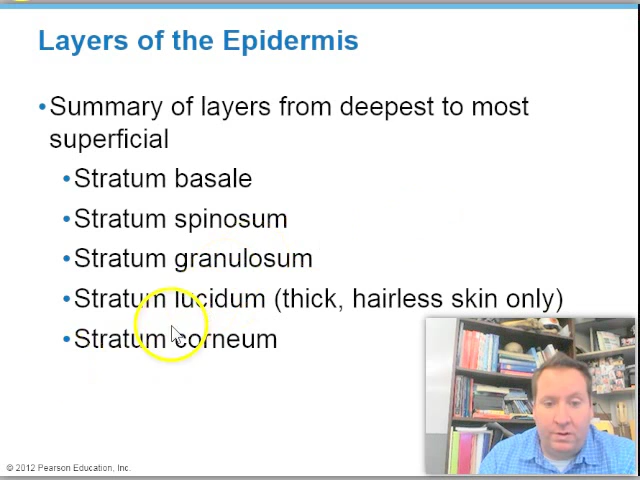 Layers of the Epidermis
•Summary of layers from deepest to most
superficial
•Stratum basale
•Stratum spinosum
•Stratum granulosum
•Stratum lucidum (thick, hairless skin only)
•Stratum corneum
© 2012 Pearson Education, Inc.